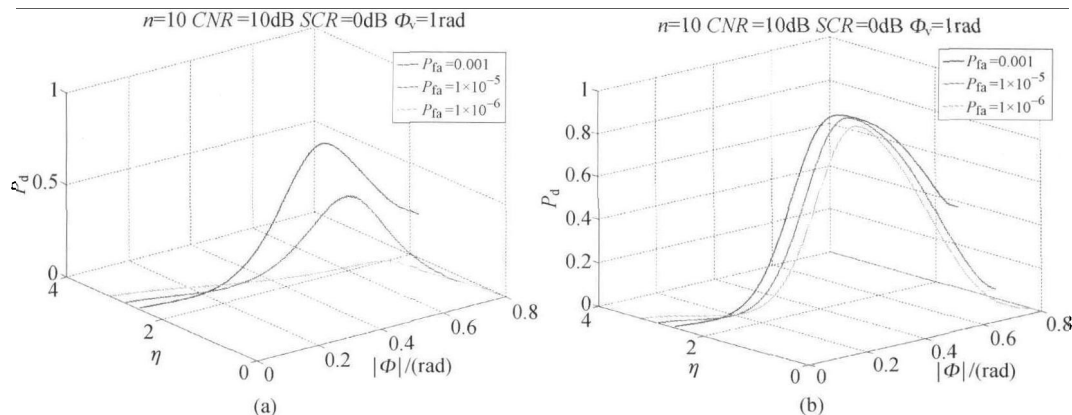 n=10 CNR=10dB SCR=0dB Φv=1rad
Pfa=0.001
Pfa=1×10⁻⁵
Pfa=1×10⁻⁶
1
0.5
0
Pd
4
2
0
η
0
0.2
0.4
0.6
0.8
|Φ|/(rad)
(a)
n=10 CNR=10dB SCR=0dB Φv=1rad
Pfa=0.001
Pfa=1×10⁻⁵
Pfa=1×10⁻⁶
1
0.8
0.6
0.4
0.2
0
Pd
4
2
0
η
0
0.2
0.4
0.6
0.8
|Φ|/(rad)
(b)